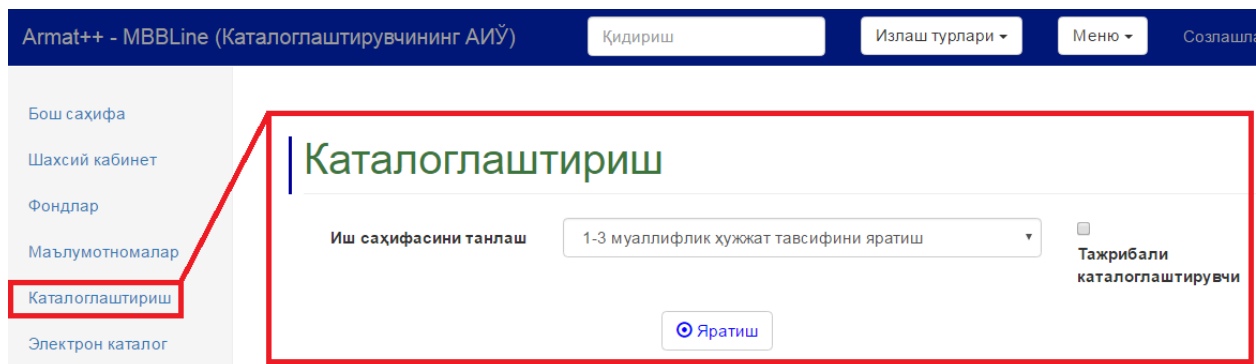 Armat++ - MBBLine (Каталоглаштирувчининг АИЎ) Қидириш Излаш турлари Меню
Бош саҳифа
Шахсий кабинет
Фондлар
Маълумотномалар
Каталоглаштириш
Электрон каталог
Каталоглаштириш
Иш саҳифасини танлаш 1-3 муаллифлик ҳужжат тавсифини яратиш
Тажрибали
каталоглаштирувчи
Яратиш